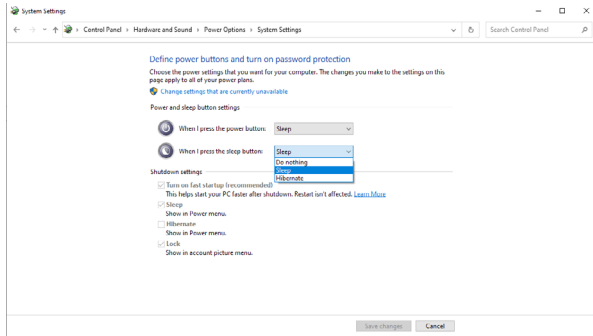 System Settings
Control Panel > Hardware and Sound > Power Options > System Settings
Search Control Panel
Define power buttons and turn on password protection
Choose the power settings that you want for your computer. The changes you make to the settings on this
page apply to all of your power plans.
Change settings that are currently unavailable
Power and sleep button settings
When I press the power button: Sleep
When I press the sleep button: Sleep
Do nothing
Sleep
Hibernate
Shutdown settings
Turn on fast startup (recommended)
This helps start your PC faster after shutdown. Restart isn't affected. Learn More
Sleep
Show in Power menu.
Hibernate
Show in Power menu.
Lock
Show in account picture menu.
Save changes Cancel